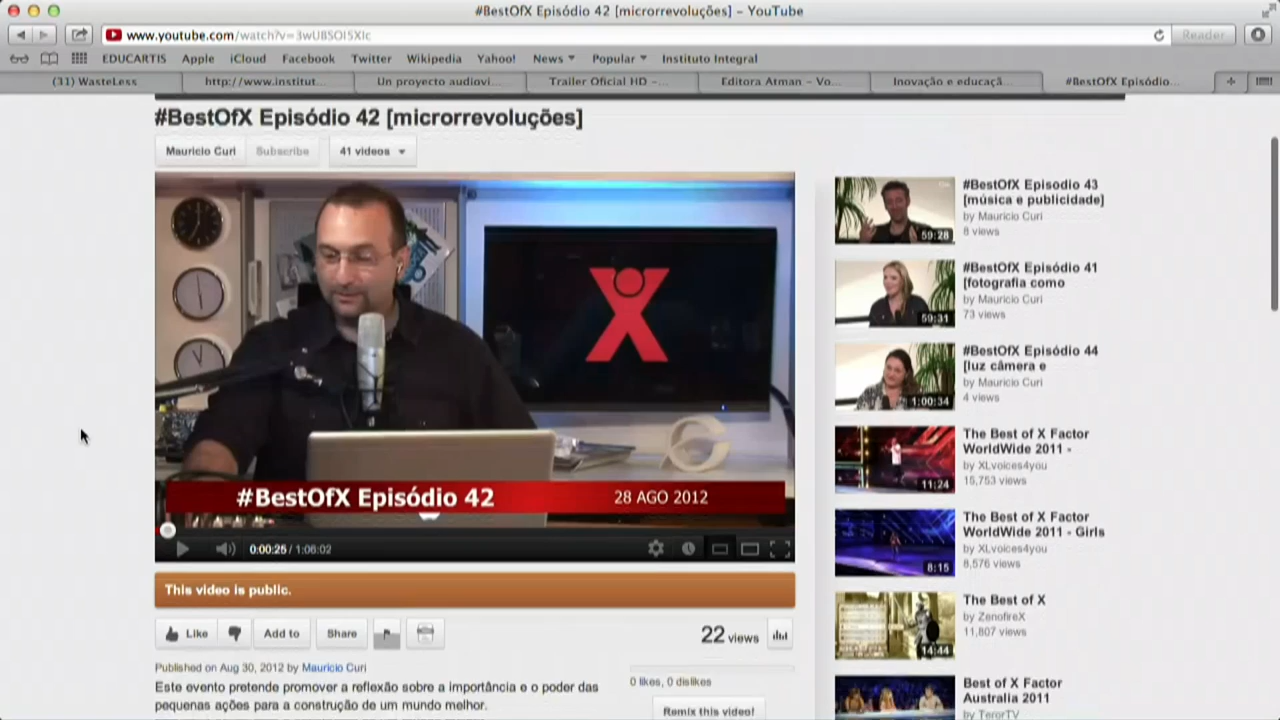 #BestOfX Episódio 42 [microrrevoluções] – YouTube
www.youtube.com/watch?v=3wUBSOI5XIc
Reader
EDUCARTIS Apple iCloud Facebook Twitter Wikipedia Yahoo! News Popular Instituto Integral
(31) WasteLess http://www.institut... Un proyecto audiovi... Trailer Oficial HD –... Editora Atman – Vo... Inovação e educaçã... #BestOfX Episódio...
#BestOfX Episódio 42 [microrrevoluções]
Mauricio Curi Subscribe 41 videos
X
#BestOfX Episódio 42 28 AGO 2012
0:00:25 / 1:06:02
This video is public.
Like Add to Share
22 views
Published on Aug 30, 2012 by Mauricio Curi
Este evento pretende promover a reflexão sobre a importância e o poder das
pequenas ações para a construção de um mundo melhor.
0 likes, 0 dislikes
Remix this video!
59:28
#BestOfX Episodio 43
[música e publicidade]
by Mauricio Curi
8 views
59:31
#BestOfX Episódio 41
[fotografia como
by Mauricio Curi
73 views
1:00:34
#BestOfX Episódio 44
[luz câmera e
by Mauricio Curi
4 views
11:24
The Best of X Factor
WorldWide 2011 -
by XLvoices4you
15,753 views
8:15
The Best of X Factor
WorldWide 2011 - Girls
by XLvoices4you
8,576 views
14:44
The Best of X
by ZenofireX
11,807 views
Best of X Factor
Australia 2011
by TerorTV